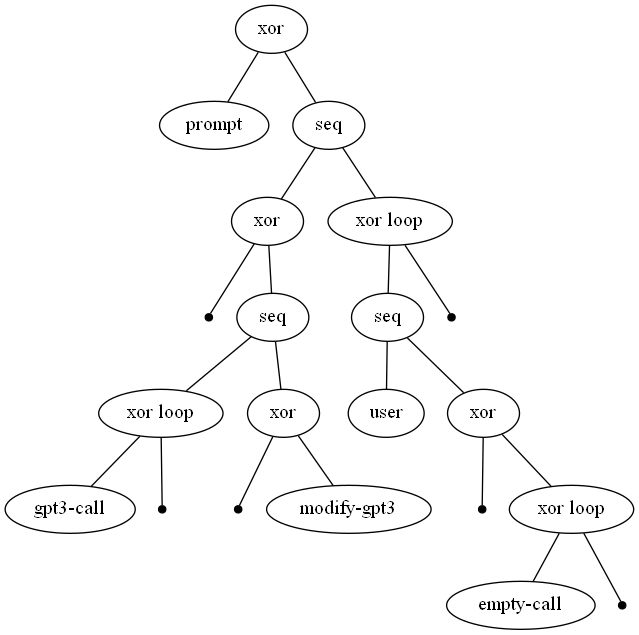 xor
prompt
seq
xor
xor loop
seq
seq
xor loop
xor
user
xor
gpt3-call
modify-gpt3
xor loop
empty-call